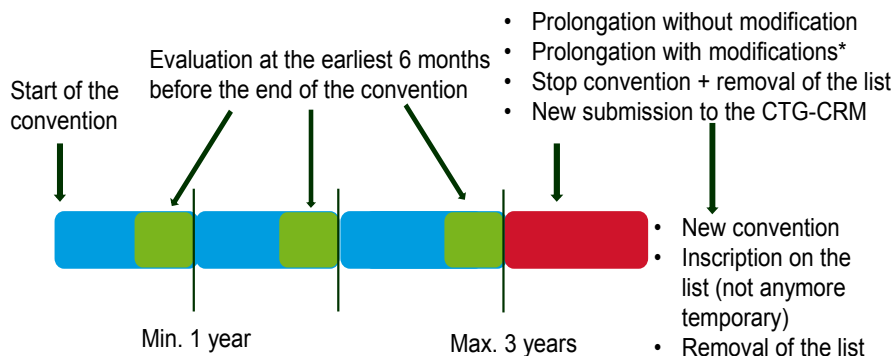 • Prolongation without modification
• Prolongation with modifications*
• Stop convention + removal of the list
• New submission to the CTG-CRM
Evaluation at the earliest 6 months
before the end of the convention
Start of the
convention
• New convention
• Inscription on the
list (not anymore
temporary)
• Removal of the list
Min. 1 year
Max. 3 years